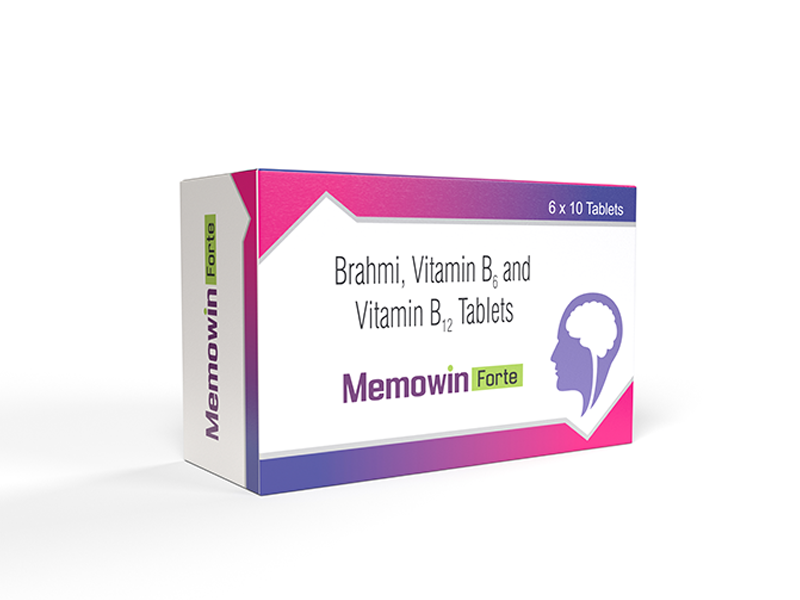 Memowin Forte
6 x 10 Tablets
Brahmi, Vitamin B₆ and
Vitamin B₁₂ Tablets
Memowin Forte